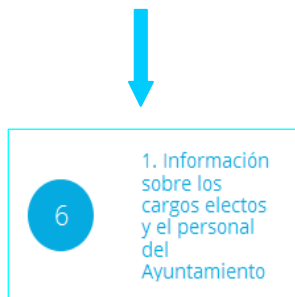 6
1. Información
sobre los
cargos electos
y el personal
del
Ayuntamiento